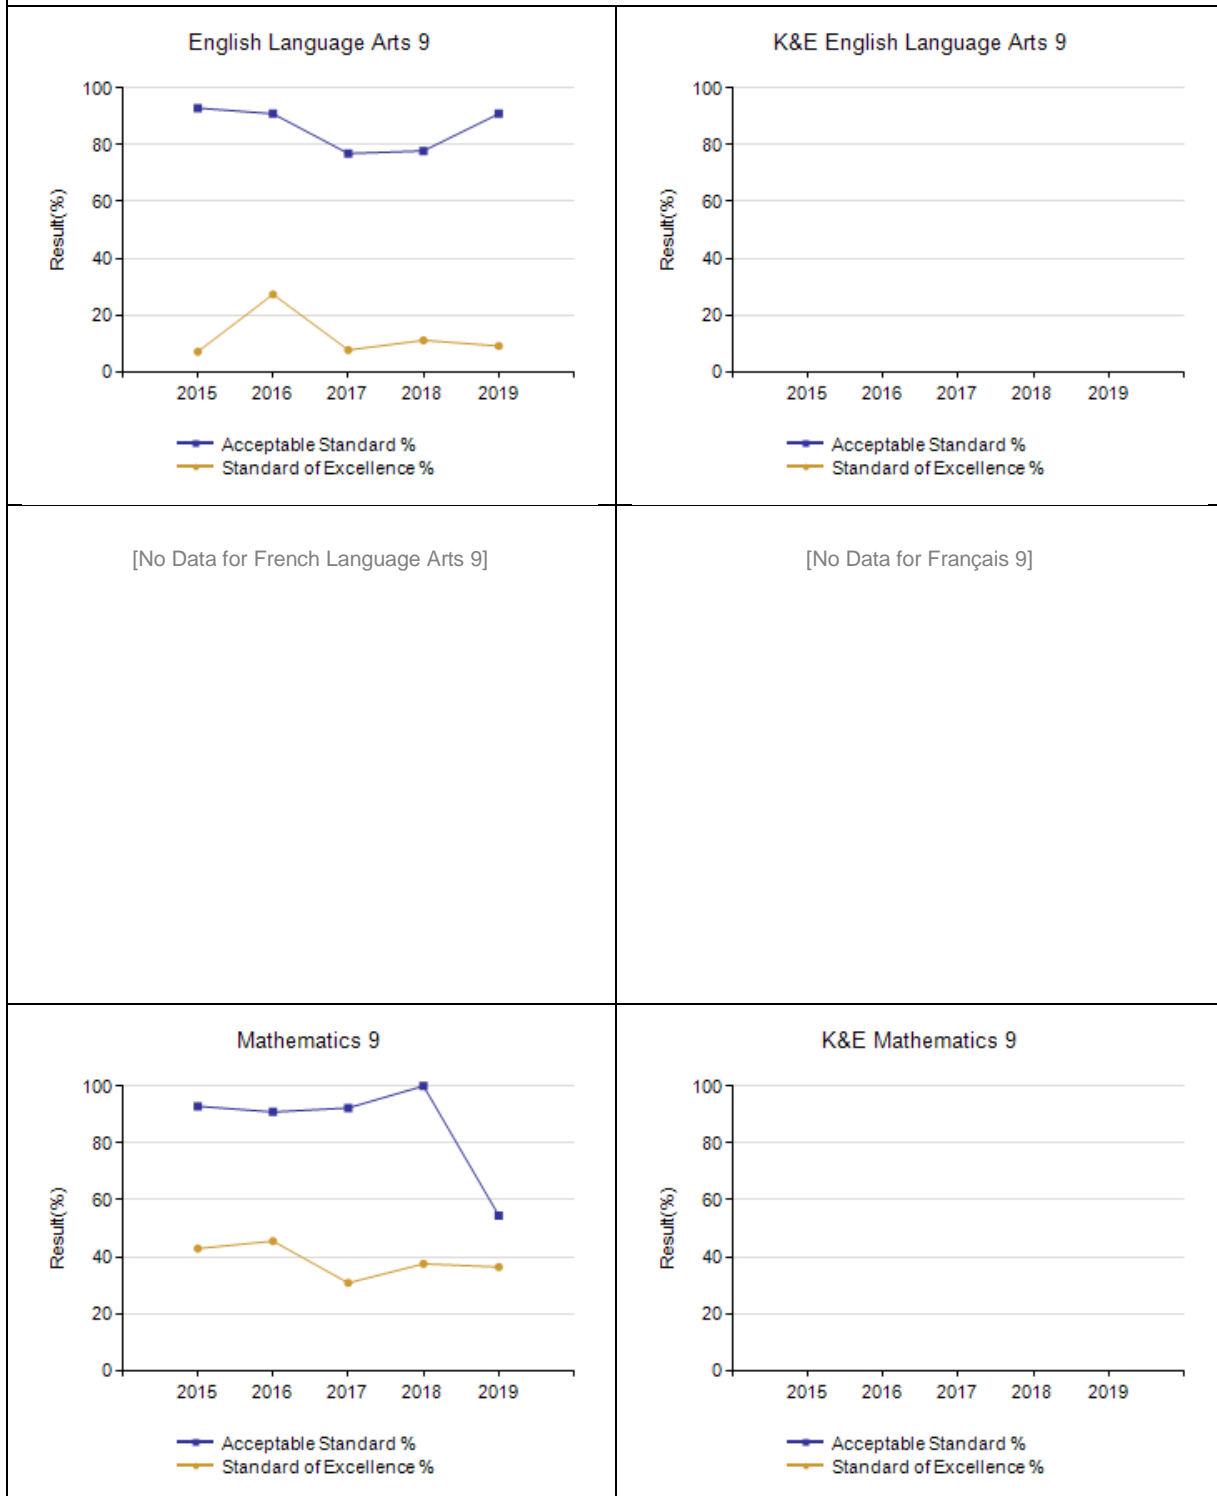 English Language Arts 9
100
80
60
40
20
0
Result(%)
2015 2016 2017 2018 2019
Acceptable Standard %
Standard of Excellence %
K&E English Language Arts 9
100
80
60
40
20
0
Result(%)
2015 2016 2017 2018 2019
Acceptable Standard %
Standard of Excellence %
[No Data for French Language Arts 9]
[No Data for Français 9]
Mathematics 9
100
80
60
40
20
0
Result(%)
2015 2016 2017 2018 2019
Acceptable Standard %
Standard of Excellence %
K&E Mathematics 9
100
80
60
40
20
0
Result(%)
2015 2016 2017 2018 2019
Acceptable Standard %
Standard of Excellence %